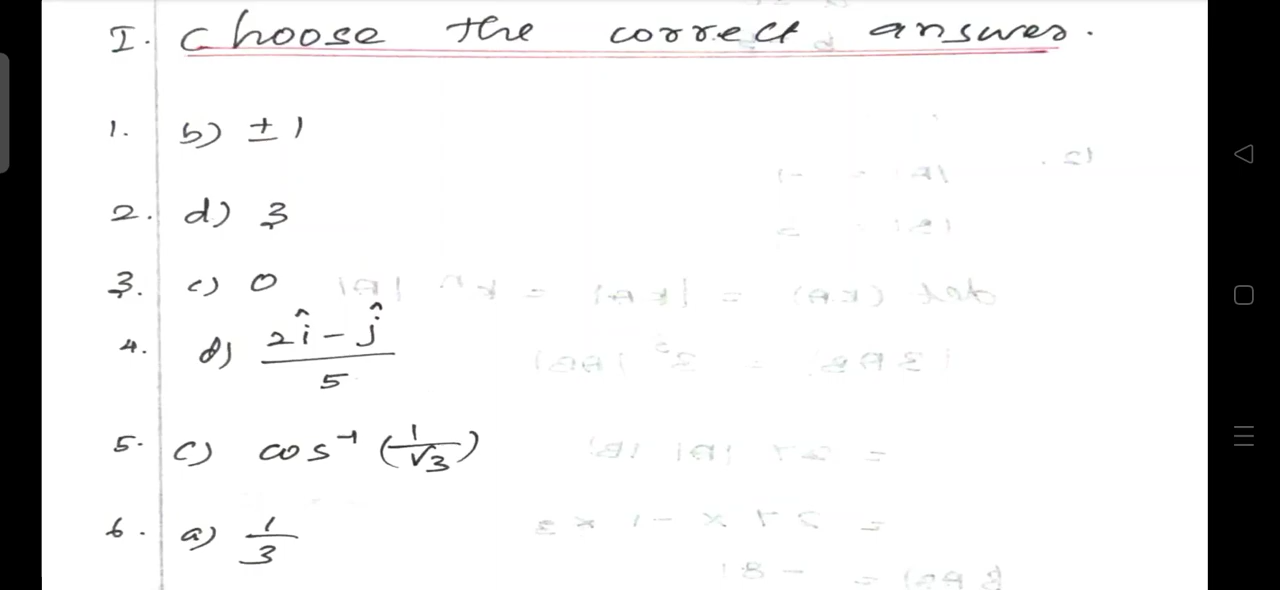 I. Choose the correct answer.
1. b) ± 1
2. d) 3
3. c) 0
4. d) (2î - ĵ)/5
5. c) cos⁻¹ (1/√3)
6. a) 1/3